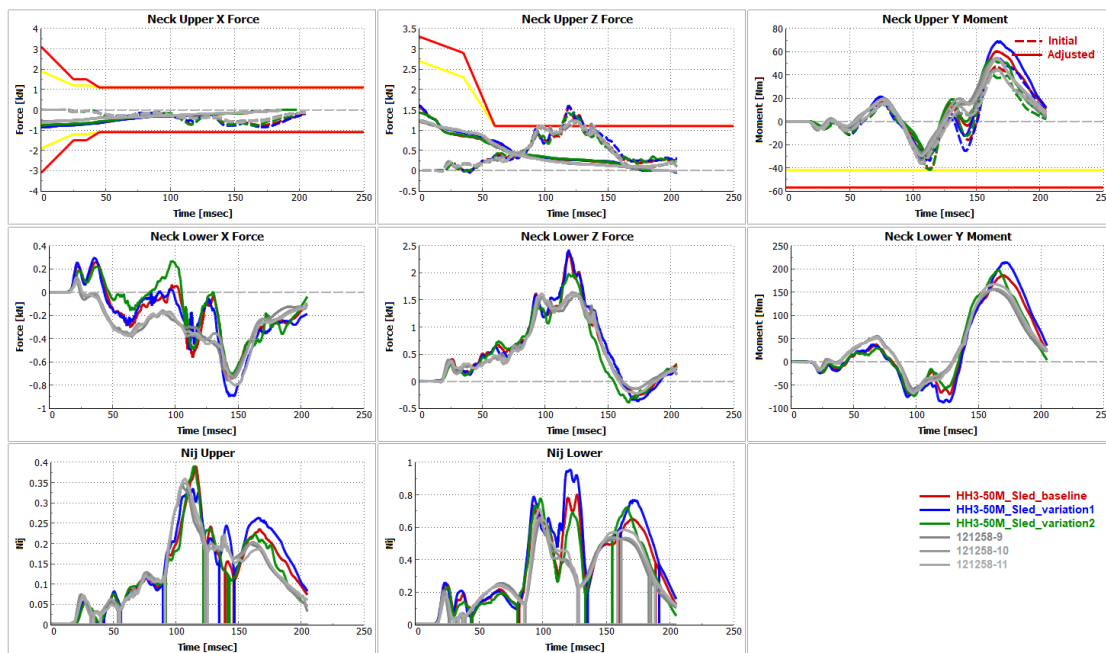 Neck Upper X Force
Force [kN]
4
3
2
1
0
-1
-2
-3
-4
0 50 100 150 200 250
Time [msec]
Neck Upper Z Force
Force [kN]
3.5
3
2.5
2
1.5
1
0.5
0
-0.5
0 50 100 150 200 250
Time [msec]
Neck Upper Y Moment
Moment [Nm]
80
60
40
20
0
-20
-40
-60
0 50 100 150 200 250
Time [msec]
Initial
Adjusted
Neck Lower X Force
Force [kN]
0.4
0.2
0
-0.2
-0.4
-0.6
-0.8
-1
0 50 100 150 200 250
Time [msec]
Neck Lower Z Force
Force [kN]
2.5
2
1.5
1
0.5
0
-0.5
0 50 100 150 200 250
Time [msec]
Neck Lower Y Moment
Moment [Nm]
250
200
150
100
50
0
-50
-100
0 50 100 150 200 250
Time [msec]
Nij Upper
Nij
0.4
0.35
0.3
0.25
0.2
0.15
0.1
0.05
0
0 50 100 150 200 250
Time [msec]
Nij Lower
Nij
1
0.8
0.6
0.4
0.2
0
0 50 100 150 200 250
Time [msec]
HH3-50M_Sled_baseline
HH3-50M_Sled_variation1
HH3-50M_Sled_variation2
121258-9
121258-10
121258-11